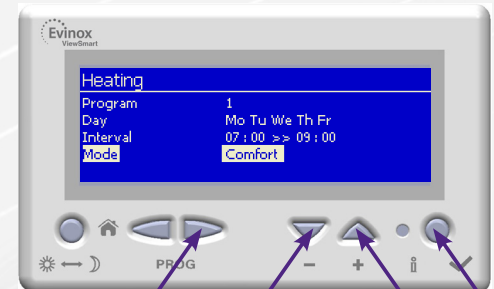 Evinox
ViewSmart
Heating
Program 1
Day Mo Tu We Th Fr
Interval 07 : 00 >> 09 : 00
Mode Comfort
PROG - + i